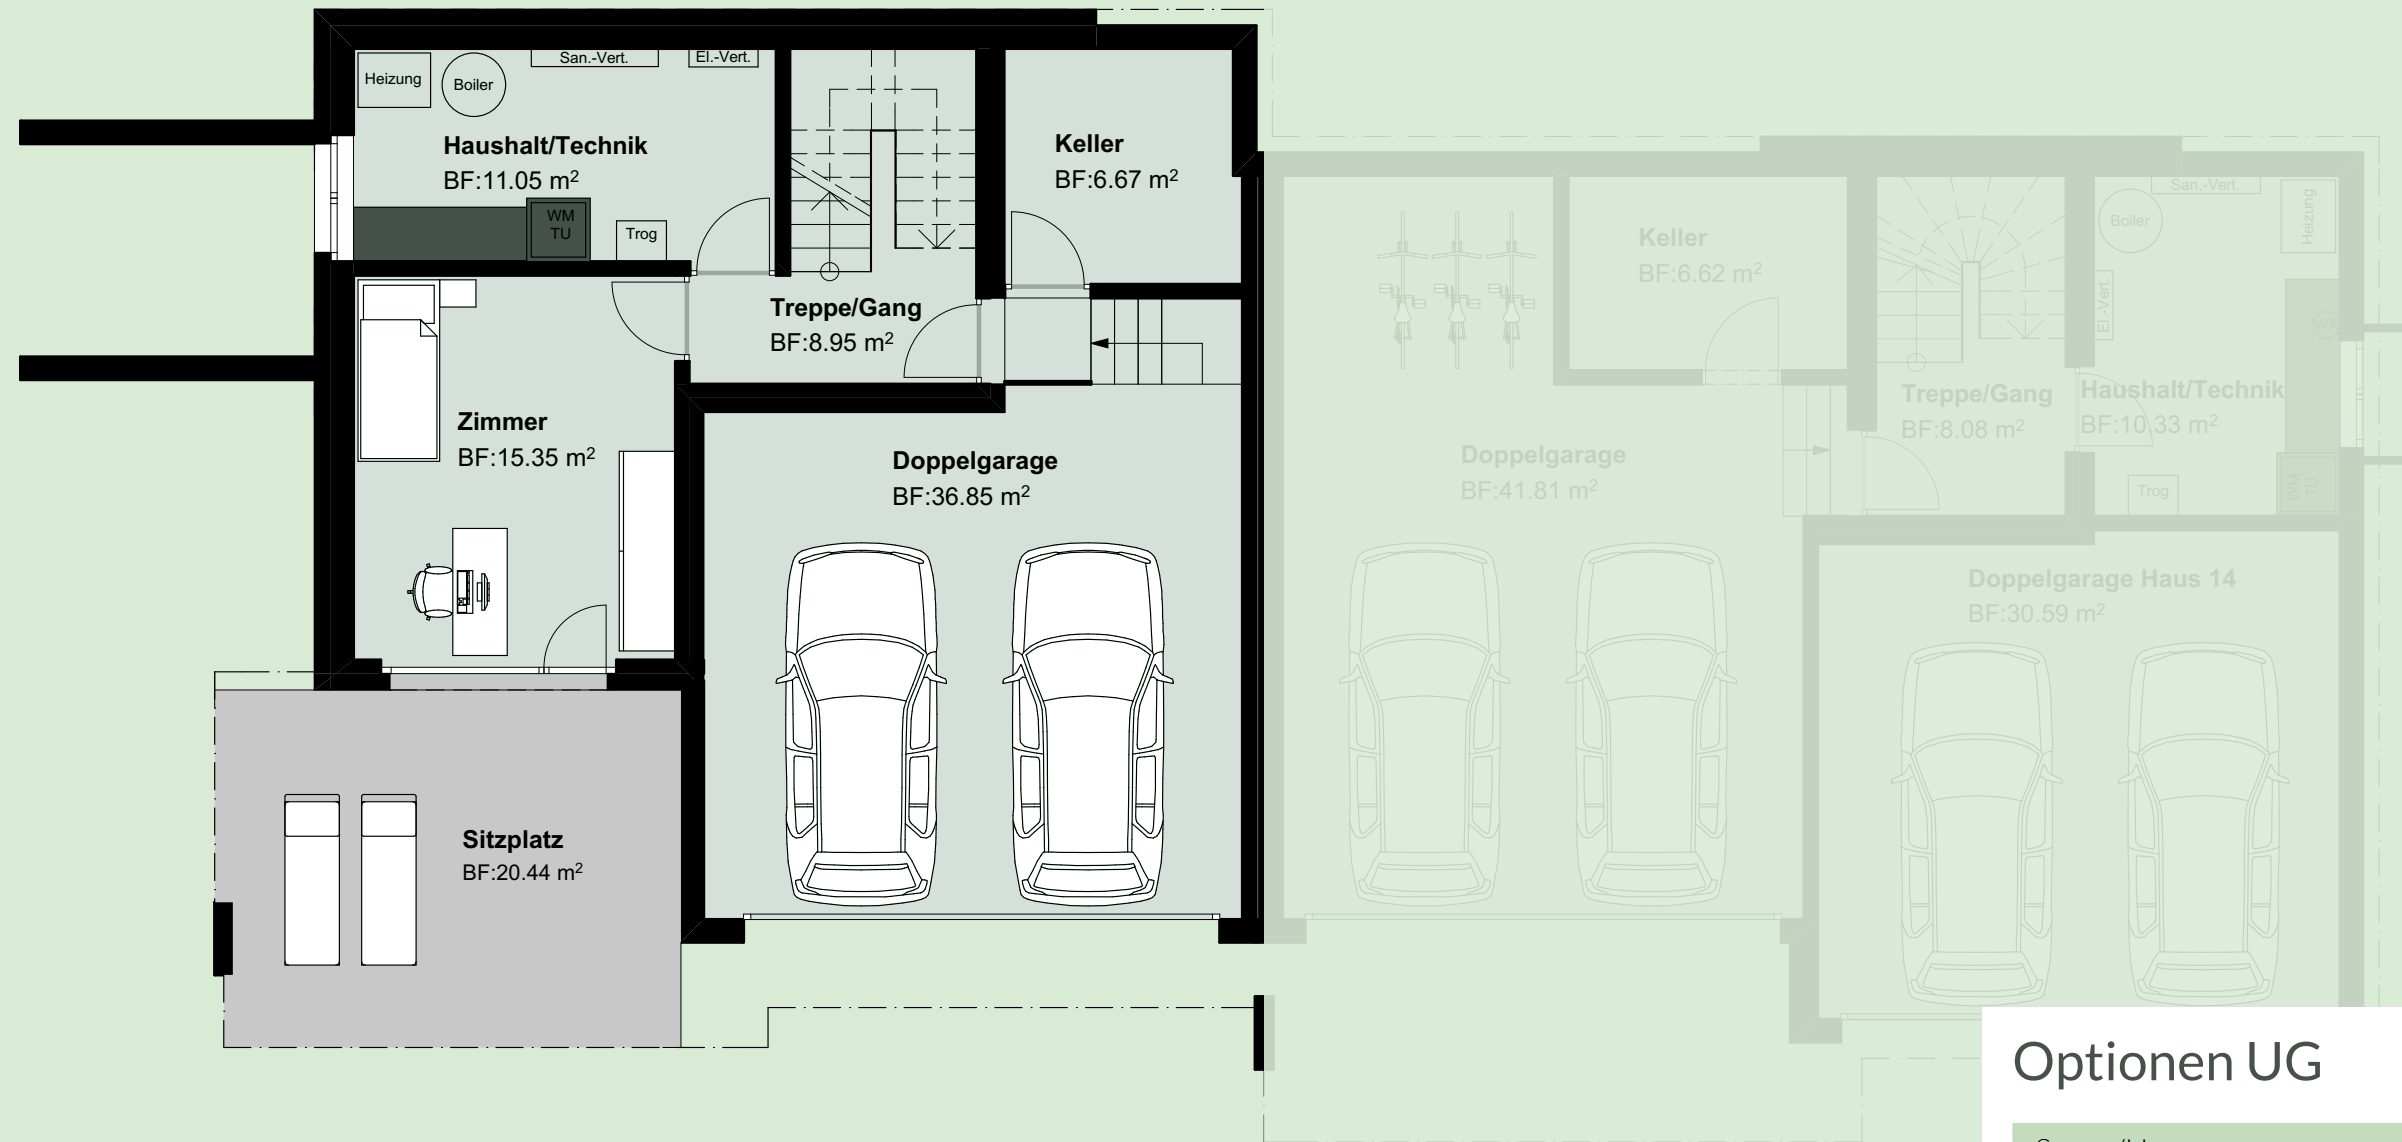 Heizung
Boiler
San.-Vert.
El.-Vert.
Haushalt/Technik
BF:11.05 m²
WM
TU
Trog
Keller
BF:6.67 m²
Treppe/Gang
BF:8.95 m²
Zimmer
BF:15.35 m²
Doppelgarage
BF:36.85 m²
Sitzplatz
BF:20.44 m²
Keller
BF:6.62 m²
Doppelgarage
BF:41.81 m²
San.-Vert.
Boiler
Heizung
El.-Vert.
WA
Treppe/Gang
BF:8.08 m²
Haushalt/Technik
BF:10.33 m²
Trog
WM
TU
Doppelgarage Haus 14
BF:30.59 m²
Optionen UG